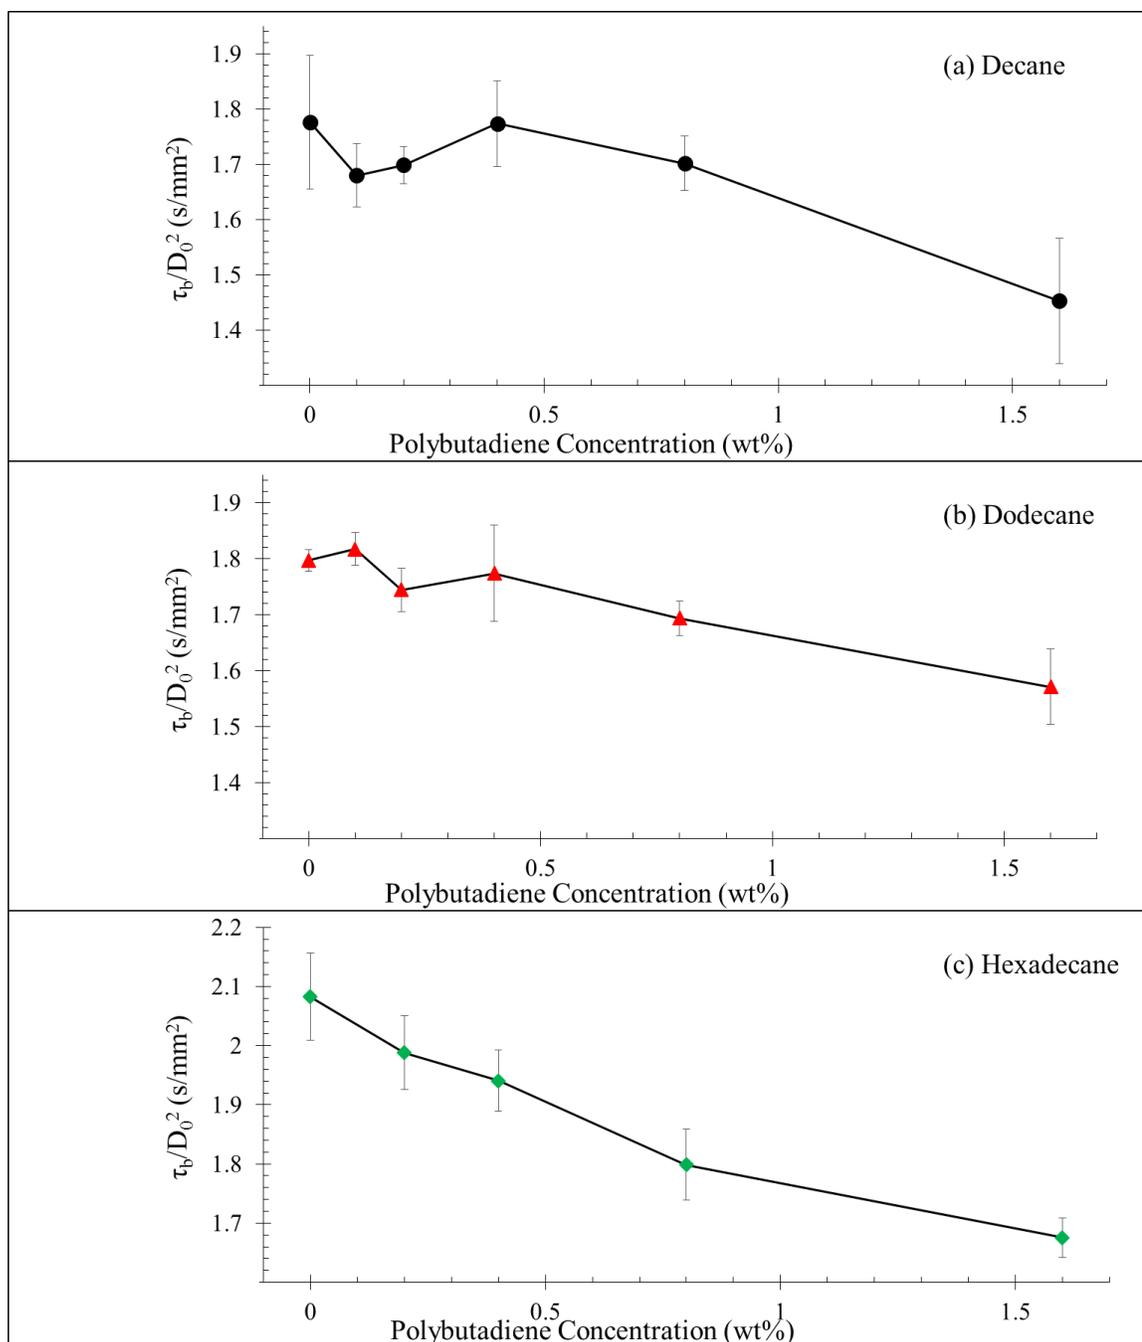 (a) Decane
τb/D0² (s/mm²)
1.9
1.8
1.7
1.6
1.5
1.4
0 0.5 1 1.5
Polybutadiene Concentration (wt%)
(b) Dodecane
τb/D0² (s/mm²)
1.9
1.8
1.7
1.6
1.5
1.4
0 0.5 1 1.5
Polybutadiene Concentration (wt%)
(c) Hexadecane
τb/D0² (s/mm²)
2.2
2.1
2
1.9
1.8
1.7
0 0.5 1 1.5
Polybutadiene Concentration (wt%)